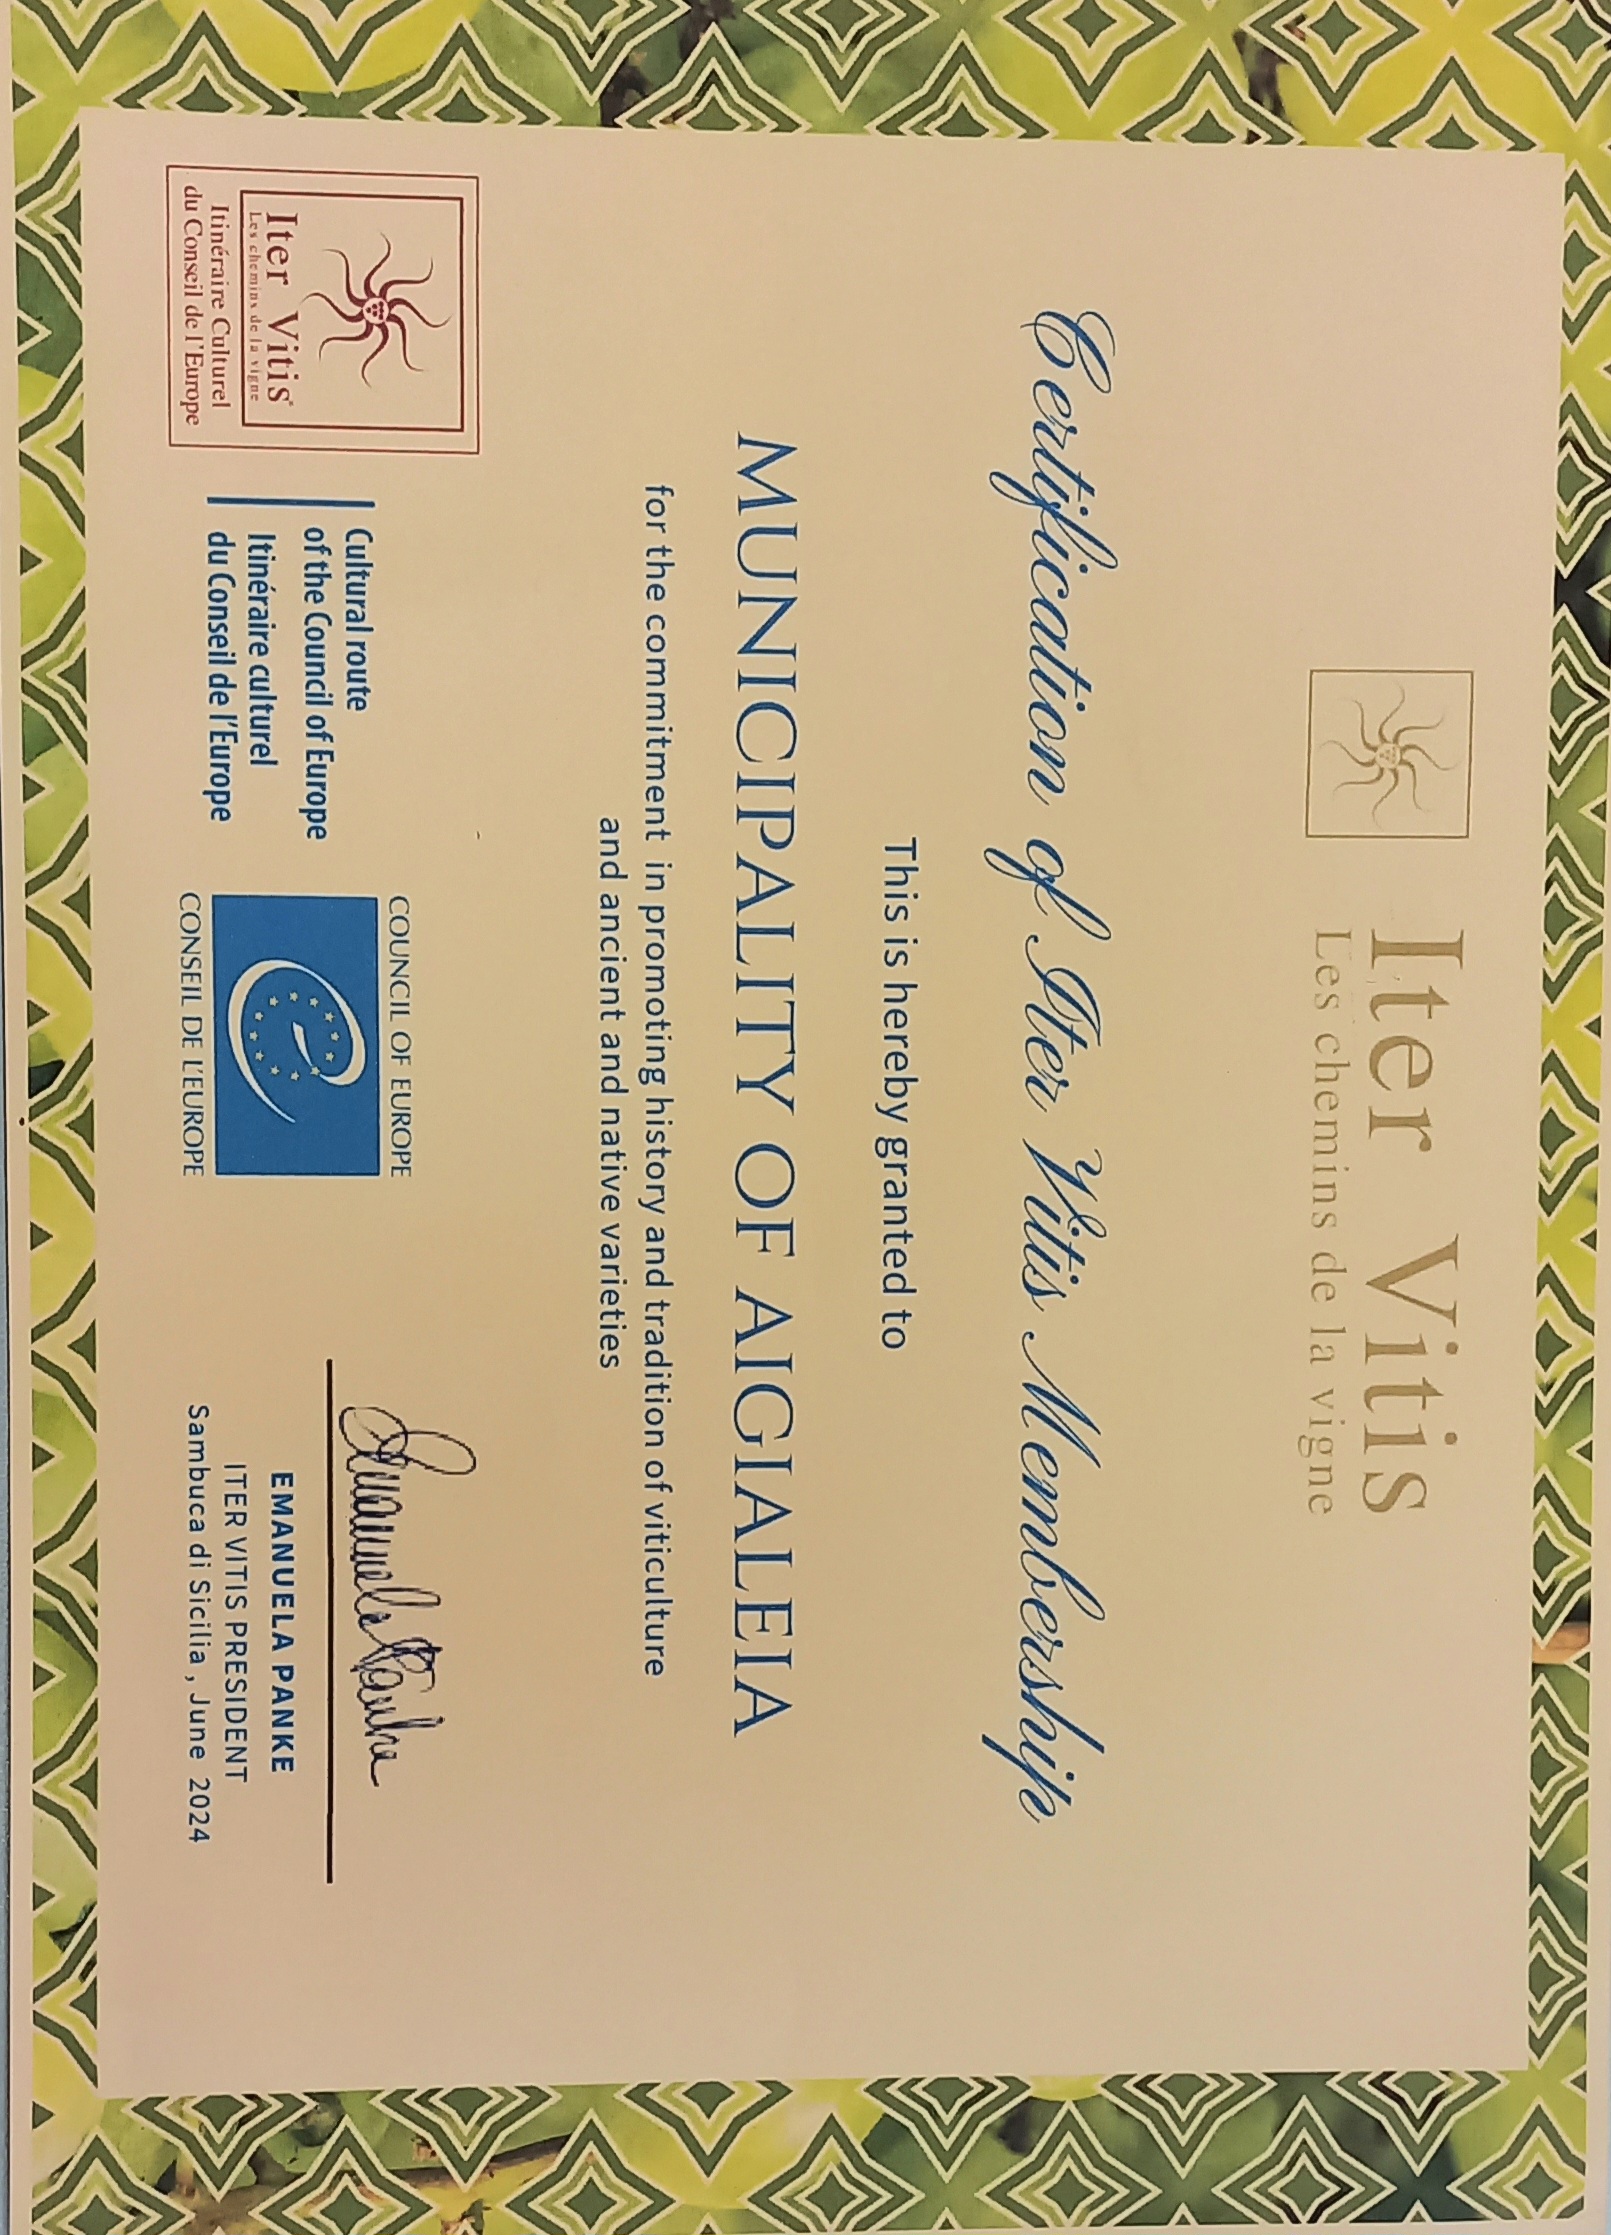 Iter Vitis
Les chemins de la vigne
Certification of Iter Vitis Membership
This is hereby granted to
MUNICIPALITY OF AIGIALEIA
for the commitment in promoting history and tradition of viticulture
and ancient and native varieties
Iter Vitis
Les chemins de la vigne
Itinéraire Culturel
du Conseil de l'Europe
Cultural route
of the Council of Europe
Itinéraire culturel
du Conseil de l'Europe
COUNCIL OF EUROPE
CONSEIL DE L'EUROPE
Emanuela Panke
EMANUELA PANKE
ITER VITIS PRESIDENT
Sambuca di Sicilia , June 2024